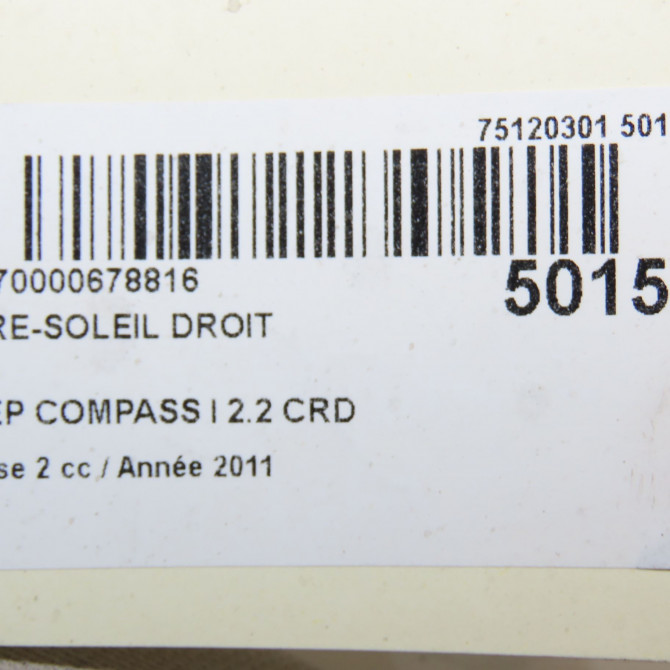 75120301 501
70000678816
5015
RE-SOLEIL DROIT
EP COMPASS I 2.2 CRD
se 2 cc / Année 2011